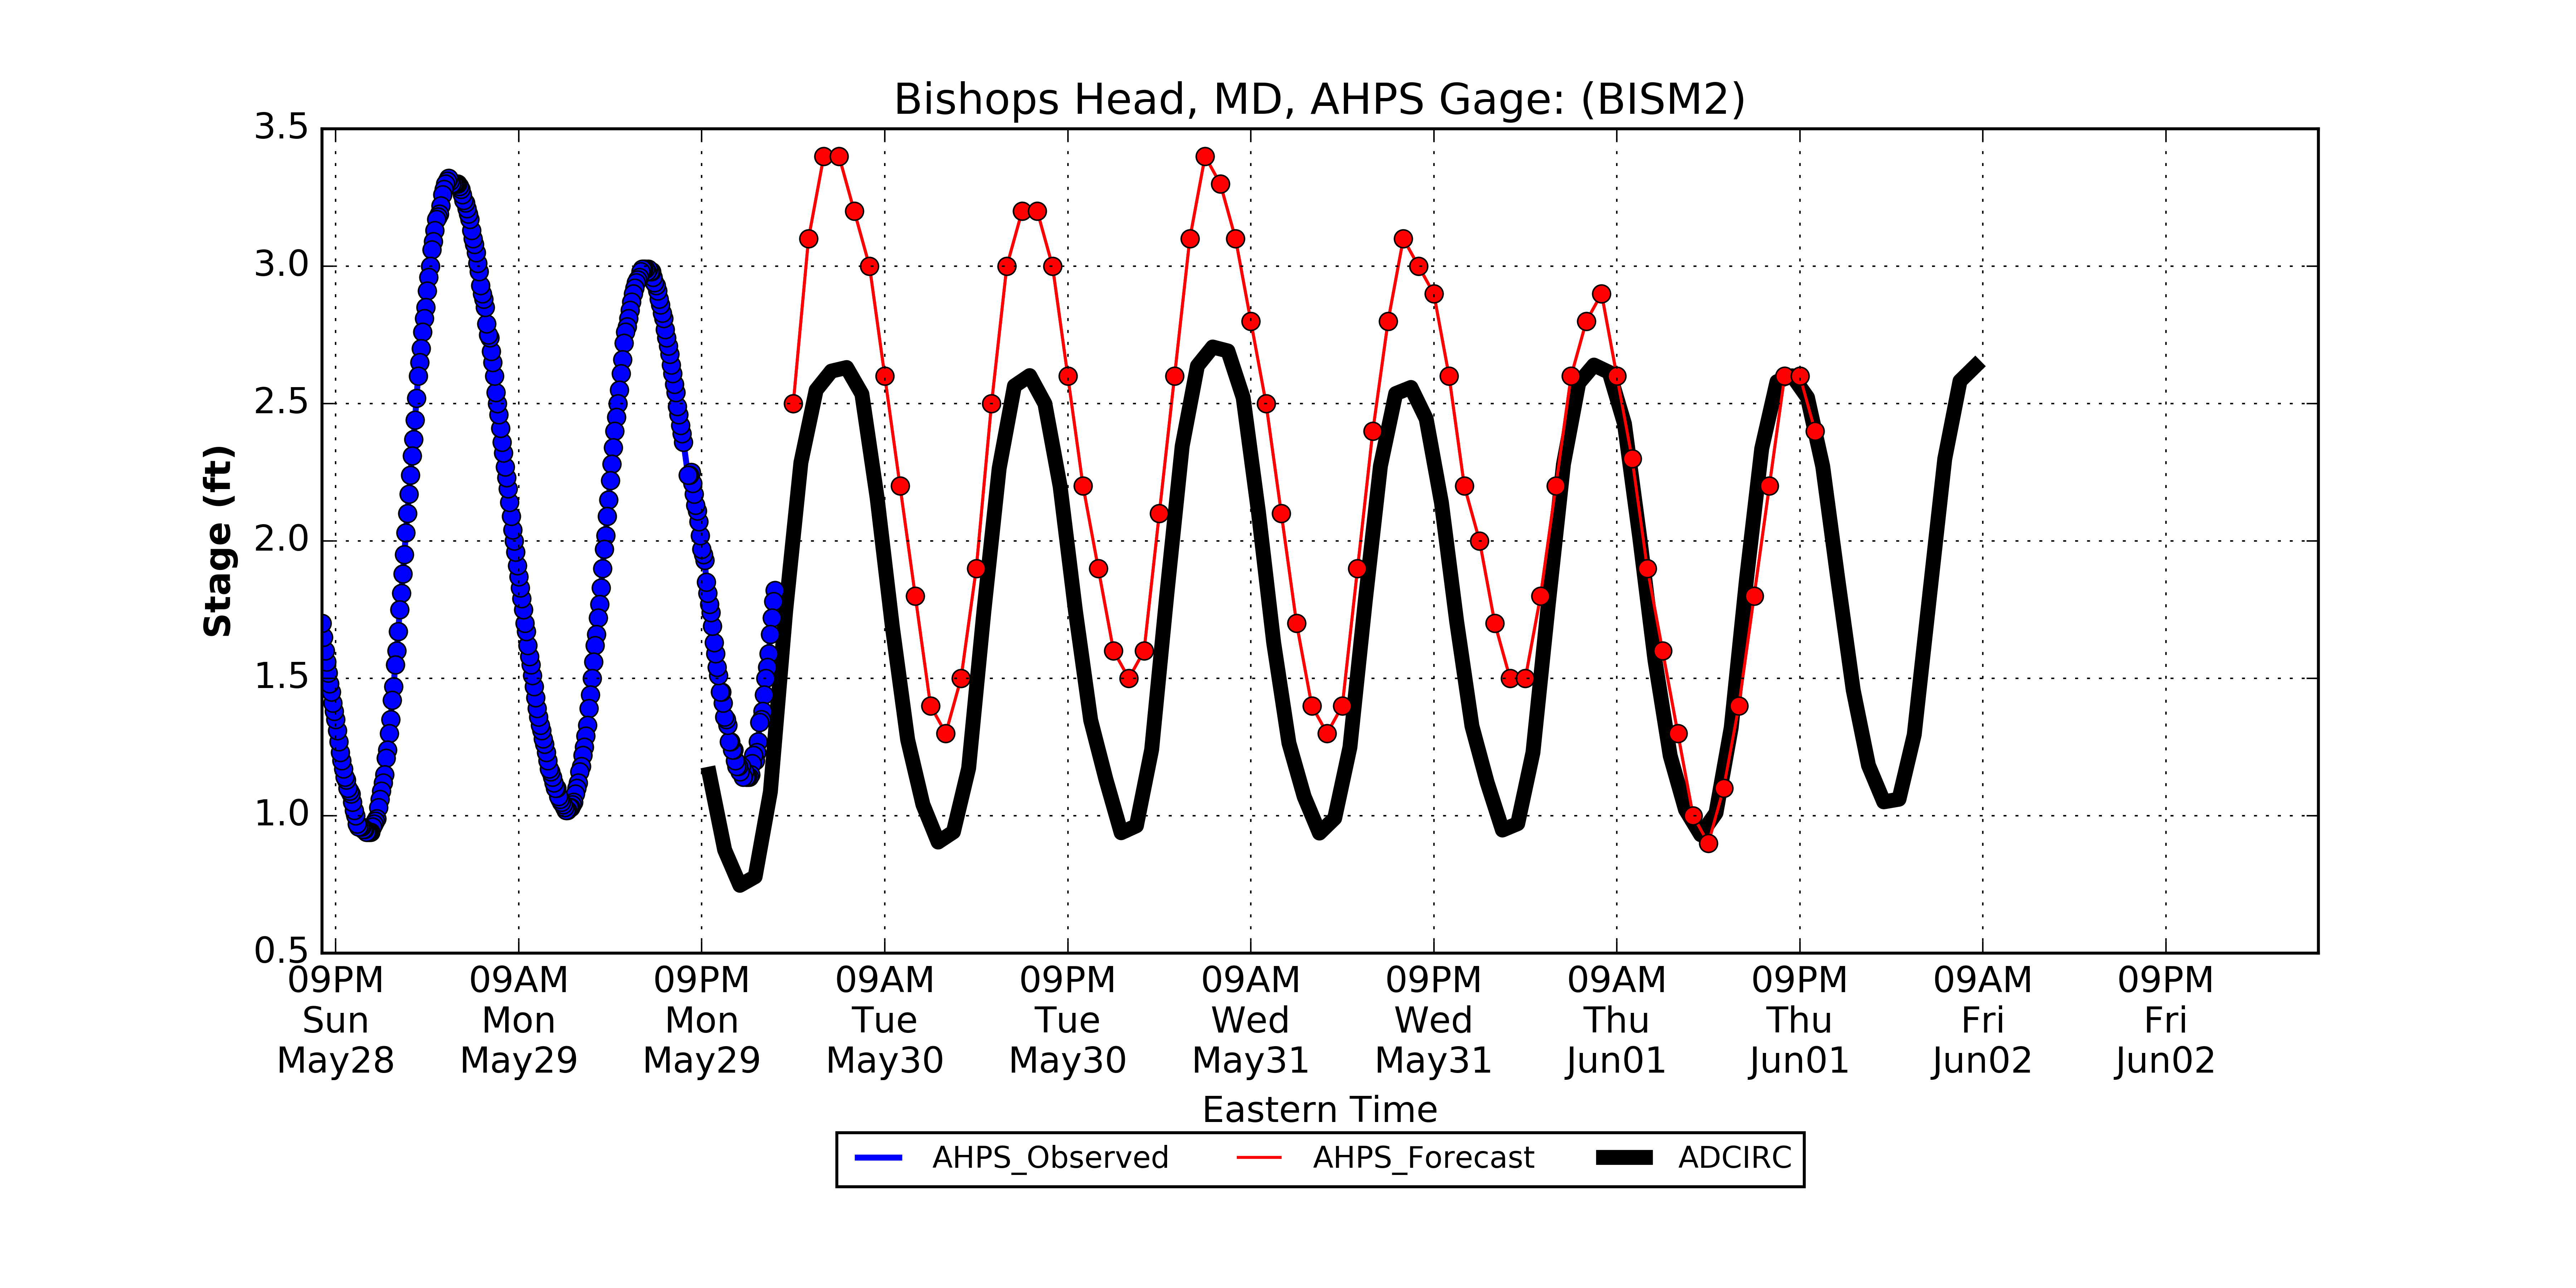 Bishops Head, MD, AHPS Gage: (BISM2)
3.5
3.0
2.5
2.0
1.5
1.0
0.5
Stage (ft)
09PM 09AM 09PM 09AM 09PM 09AM 09PM 09AM 09PM 09AM 09PM
Sun Mon Mon Tue Tue Wed Wed Thu Thu Fri Fri
May28 May29 May29 May30 May30 May31 May31 Jun01 Jun01 Jun02 Jun02
Eastern Time
AHPS_Observed AHPS_Forecast ADCIRC